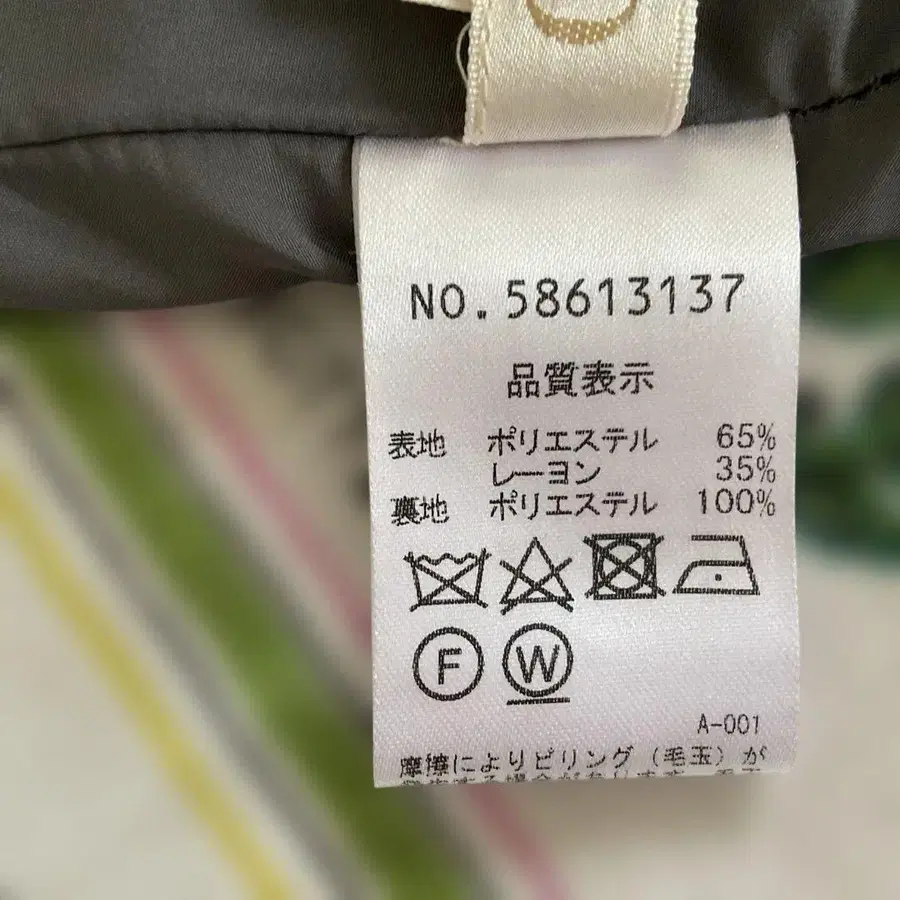 NO.58613137
品質表示
表地 ポリエステル 65%
レーヨン 35%
裏地 ポリエステル 100%
F W
A-001
摩擦によりピリング(毛玉)が